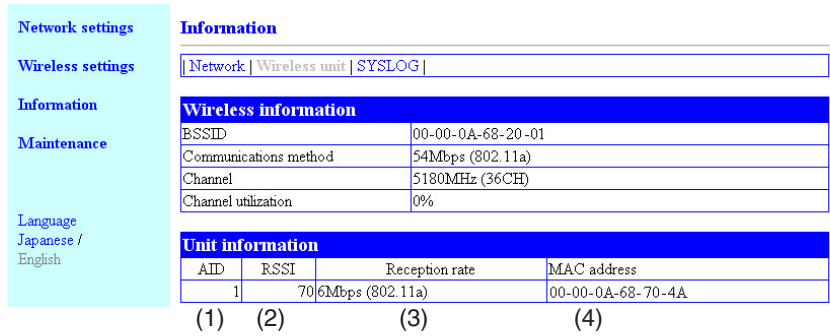 Network settings
Wireless settings
Information
Maintenance
Language
Japanese /
English
Information
| Network | Wireless unit | SYSLOG |
Wireless information
BSSID 00-00-0A-68-20-01
Communications method 54Mbps (802.11a)
Channel 5180MHz (36CH)
Channel utilization 0%
Unit information
AID RSSI Reception rate MAC address
1 70 6Mbps (802.11a) 00-00-0A-68-70-4A
(1) (2) (3) (4)